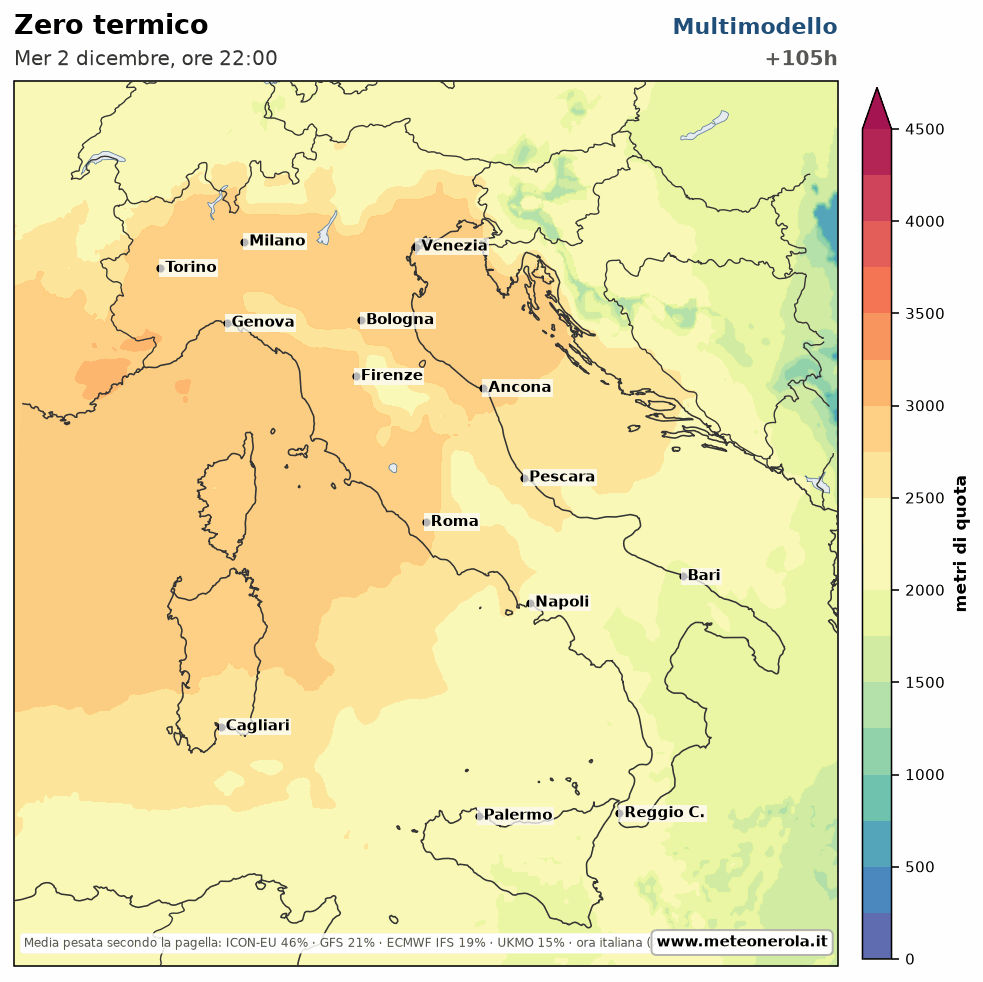 Zero termico
Multimodello
Mer 2 dicembre, ore 22:00
+105h
4500
4000
3500
3000
2500
2000
1500
1000
500
0
metri di quota
Milano
Venezia
Torino
Genova
Bologna
Firenze
Ancona
Pescara
Roma
Bari
Napoli
Cagliari
Palermo
Reggio C.
Media pesata secondo la pagella: ICON-EU 46% · GFS 21% · ECMWF IFS 19% · UKMO 15% · ora italiana (
www.meteonerola.it